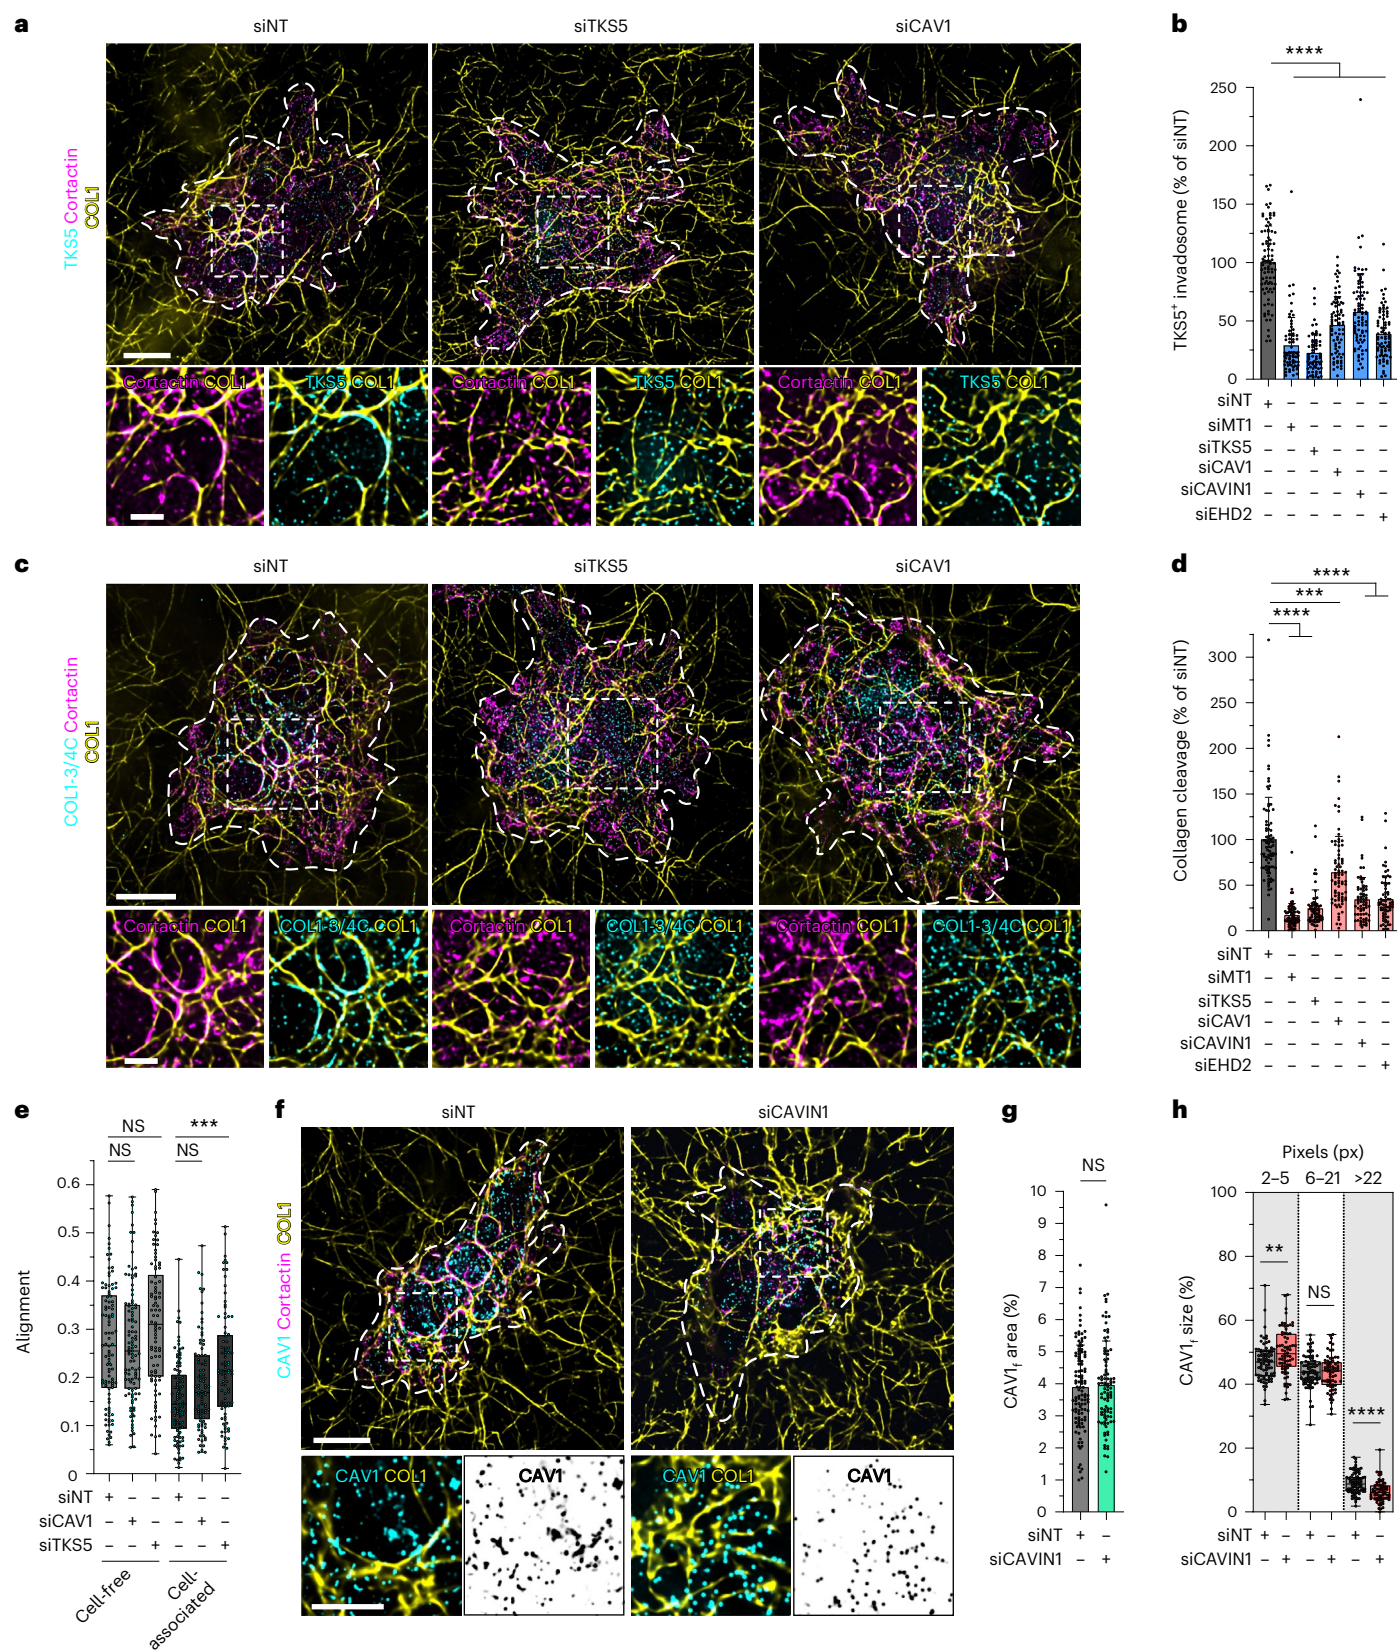 a
siNT
siTKS5
siCAV1
TKS5 Cortactin
COL1
Cortactin COL1
TKS5 COL1
Cortactin COL1
TKS5 COL1
Cortactin COL1
TKS5 COL1
b
****
TKS5⁺ invadosome (% of siNT)
250
200
150
100
50
0
siNT + – – – – –
siMT1 – + – – – –
siTKS5 – – + – – –
siCAV1 – – – + – –
siCAVIN1 – – – – + –
siEHD2 – – – – – +
c
siNT
siTKS5
siCAV1
COL1-3/4C Cortactin
COL1
Cortactin COL1
COL1-3/4C COL1
Cortactin COL1
COL1-3/4C COL1
Cortactin COL1
COL1-3/4C COL1
d
****
***
****
Collagen cleavage (% of siNT)
300
250
200
150
100
50
0
siNT + – – – – –
siMT1 – + – – – –
siTKS5 – – + – – –
siCAV1 – – – + – –
siCAVIN1 – – – – + –
siEHD2 – – – – – +
e
NS
***
NS
NS
Alignment
0.6
0.5
0.4
0.3
0.2
0.1
0
siNT + – – + – –
siCAV1 – + – – + –
siTKS5 – – + – – +
Cell-free
Cell-
associated
f
siNT
siCAVIN1
CAV1 Cortactin COL1
CAV1 COL1
CAV1
CAV1 COL1
CAV1
g
NS
CAV1f area (%)
10
9
8
7
6
5
4
3
2
1
0
siNT + –
siCAVIN1 – +
h
Pixels (px)
2–5 6–21 >22
CAV1f size (%)
100
80
60
40
20
0
**
NS
****
siNT + – + – + –
siCAVIN1 – + – + – +